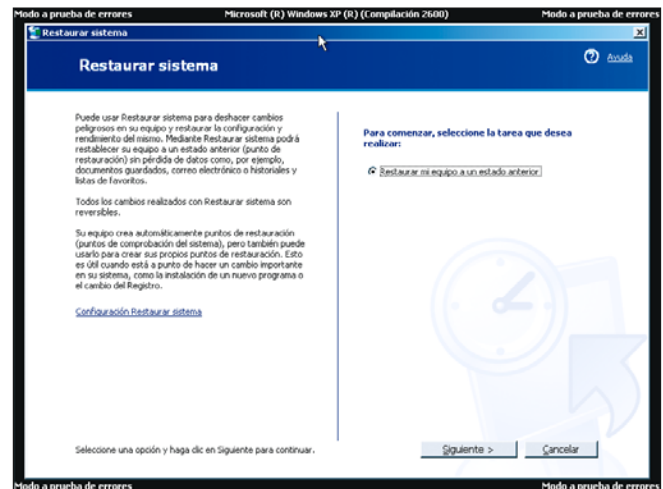 Modo a prueba de errores
Microsoft (R) Windows XP (R) (Compilación 2600)
Modo a prueba de errores
Restaurar sistema
Restaurar sistema
Ayuda
Puede usar Restaurar sistema para deshacer cambios
peligrosos en su equipo y restaurar la configuración y
rendimiento del mismo. Mediante Restaurar sistema podrá
restablecer su equipo a un estado anterior (punto de
restauración) sin pérdida de datos como, por ejemplo,
documentos guardados, correo electrónico o historiales y
listas de favoritos.
Todos los cambios realizados con Restaurar sistema son
reversibles.
Su equipo crea automáticamente puntos de restauración
(puntos de comprobación del sistema), pero también puede
usarlo para crear sus propios puntos de restauración. Esto
es útil cuando está a punto de hacer un cambio importante
en su sistema, como la instalación de un nuevo programa o
el cambio del Registro.
Configuración Restaurar sistema
Para comenzar, seleccione la tarea que desea
realizar:
Restaurar mi equipo a un estado anterior
Seleccione una opción y haga clic en Siguiente para continuar.
Siguiente >
Cancelar
Modo a prueba de errores
Modo a prueba de errores